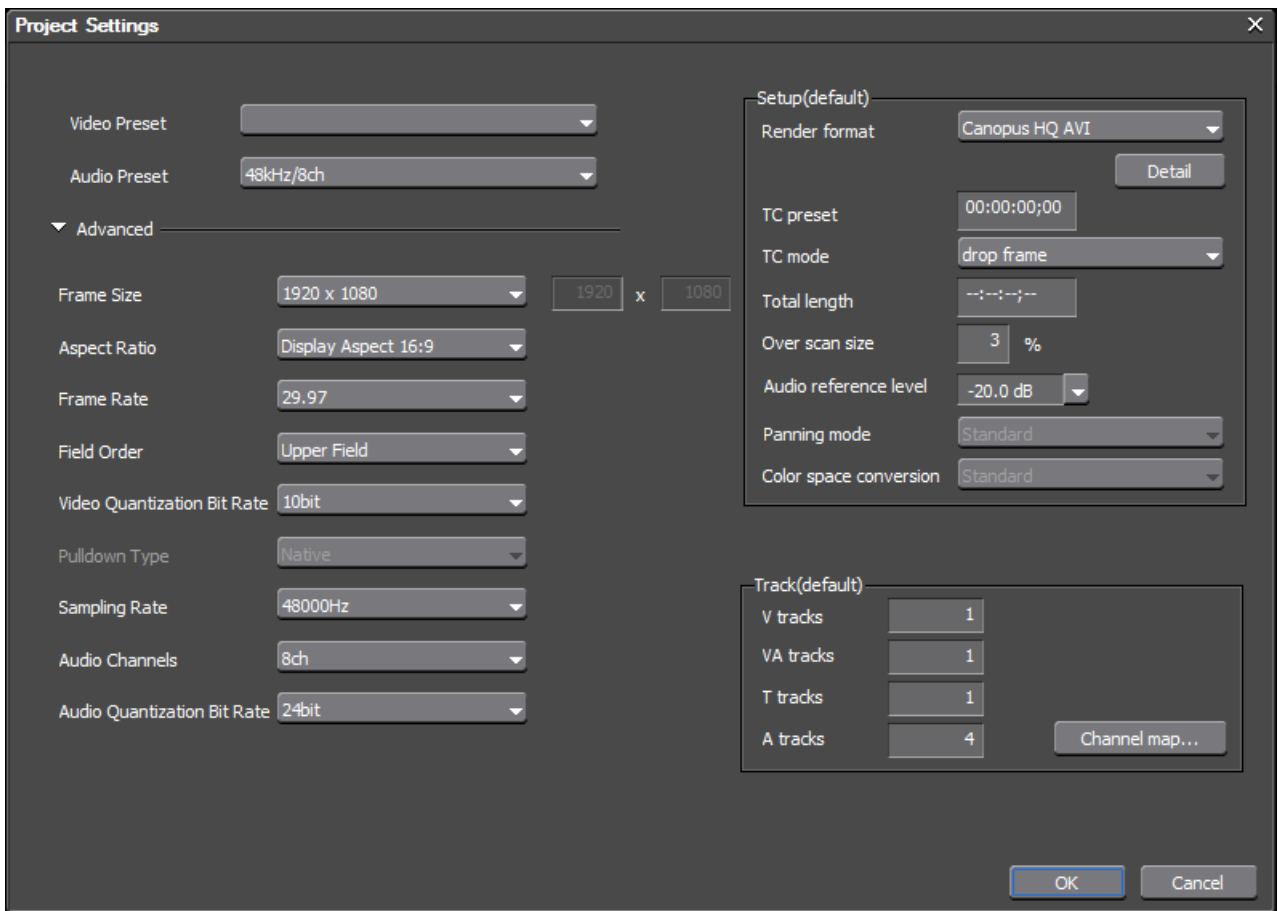 Project Settings
Video Preset
Audio Preset 48kHz/8ch
Advanced
Frame Size 1920 x 1080 1920 x 1080
Aspect Ratio Display Aspect 16:9
Frame Rate 29.97
Field Order Upper Field
Video Quantization Bit Rate 10bit
Pulldown Type Native
Sampling Rate 48000Hz
Audio Channels 8ch
Audio Quantization Bit Rate 24bit
Setup(default)
Render format Canopus HQ AVI
Detail
TC preset 00:00:00;00
TC mode drop frame
Total length --:--:--;--
Over scan size 3 %
Audio reference level -20.0 dB
Panning mode Standard
Color space conversion Standard
Track(default)
V tracks 1
VA tracks 1
T tracks 1
A tracks 4 Channel map...
OK Cancel